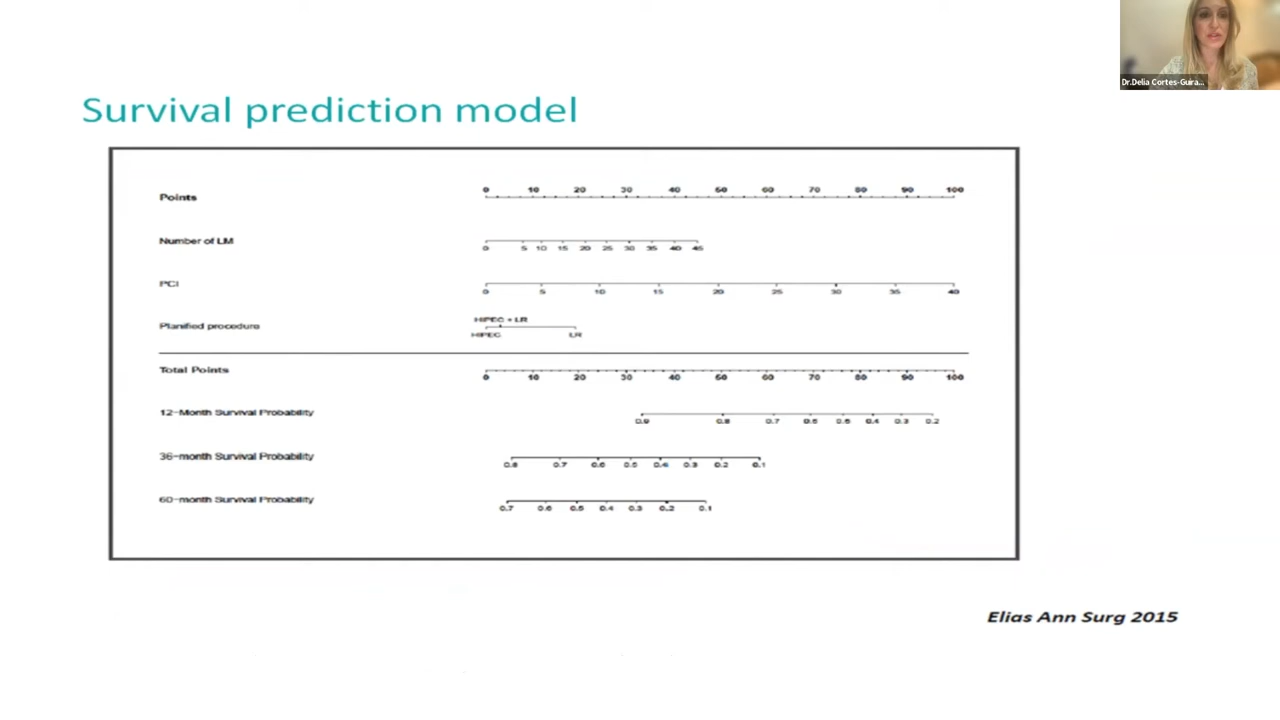 Dr.Delia Cortes-Guira...
Survival prediction model
Points 0 10 20 30 40 50 60 70 80 90 100
Number of LM 0 5 10 15 20 25 30 35 40 45
PCI 0 5 10 15 20 25 30 35 40
HIPEC + LR
Planified procedure
HIPEC LR
Total Points 0 10 20 30 40 50 60 70 80 90 100
12-Month Survival Probability 0.9 0.8 0.7 0.6 0.5 0.4 0.3 0.2
36-month Survival Probability 0.8 0.7 0.6 0.5 0.4 0.3 0.2 0.1
60-month Survival Probability 0.7 0.6 0.5 0.4 0.3 0.2 0.1
Elias Ann Surg 2015